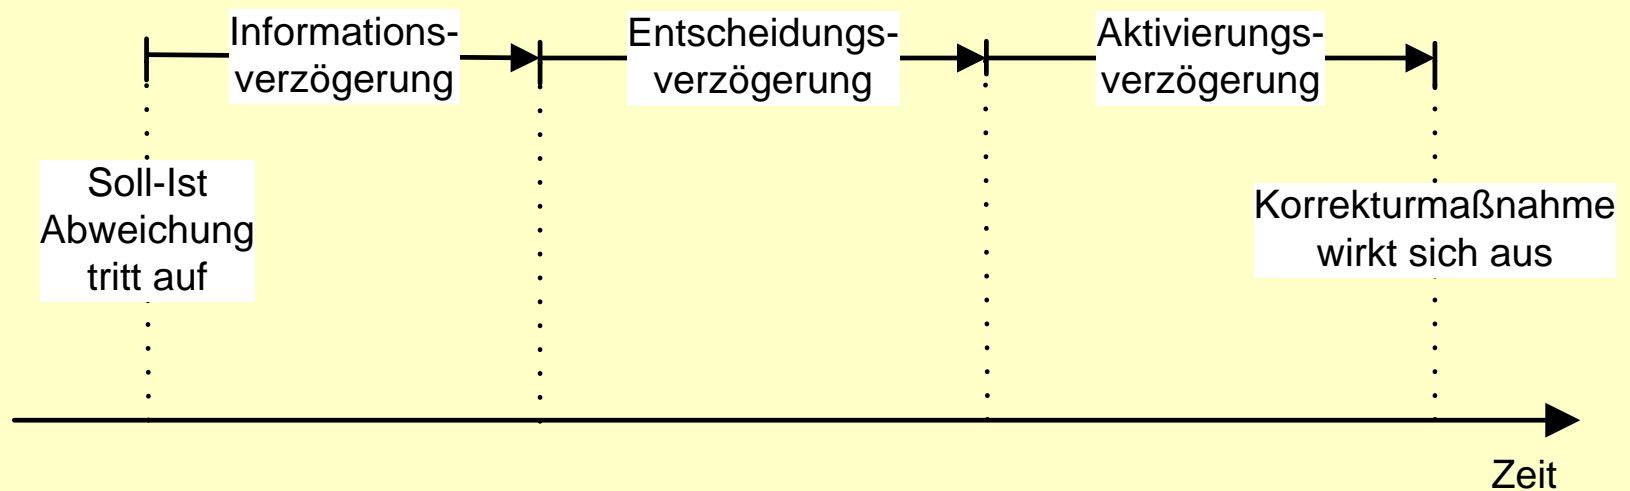 Informations-
verzögerung
Entscheidungs-
verzögerung
Aktivierungs-
verzögerung
Soll-Ist
Abweichung
tritt auf
Korrekturmaßnahme
wirkt sich aus
Zeit